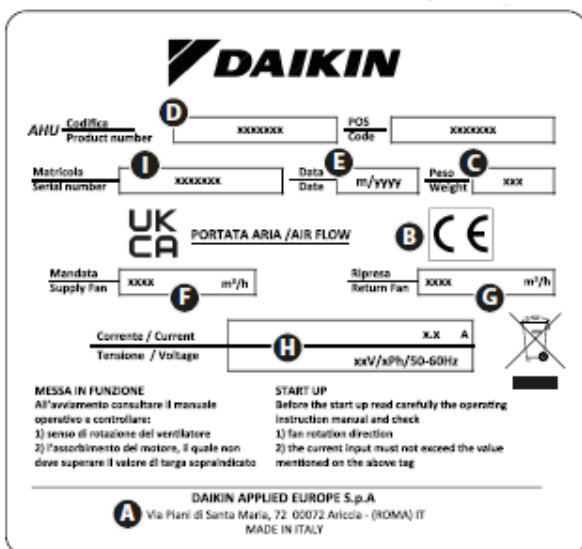 DAIKIN
AHU Codifica D xxxxxxx POS xxxxxxx
Product number Code
Matricola I xxxxxxx Data E m/yyyy Peso C xxx
Serial number Date Weight
UK CA PORTATA ARIA /AIR FLOW B CE
Mandata xxxx m³/h Ripresa xxxx m³/h
Supply Fan F Return Fan G
Corrente / Current H x.x A
Tensione / Voltage xxV/xPh/50-60Hz
MESSA IN FUNZIONE
All'avviamento consultare il manuale
operativo e controllare:
1) senso di rotazione del ventilatore
2) l'assorbimento del motore, il quale non
deve superare il valore di targa sopraindicato
START UP
Before the start up read carefully the operating
instruction manual and check
1) fan rotation direction
2) the current input must not exceed the value
mentioned on the above tag
DAIKIN APPLIED EUROPE S.p.A
A Via Piani di Santa Maria, 72 00072 Ariccia - (ROMA) IT
MADE IN ITALY